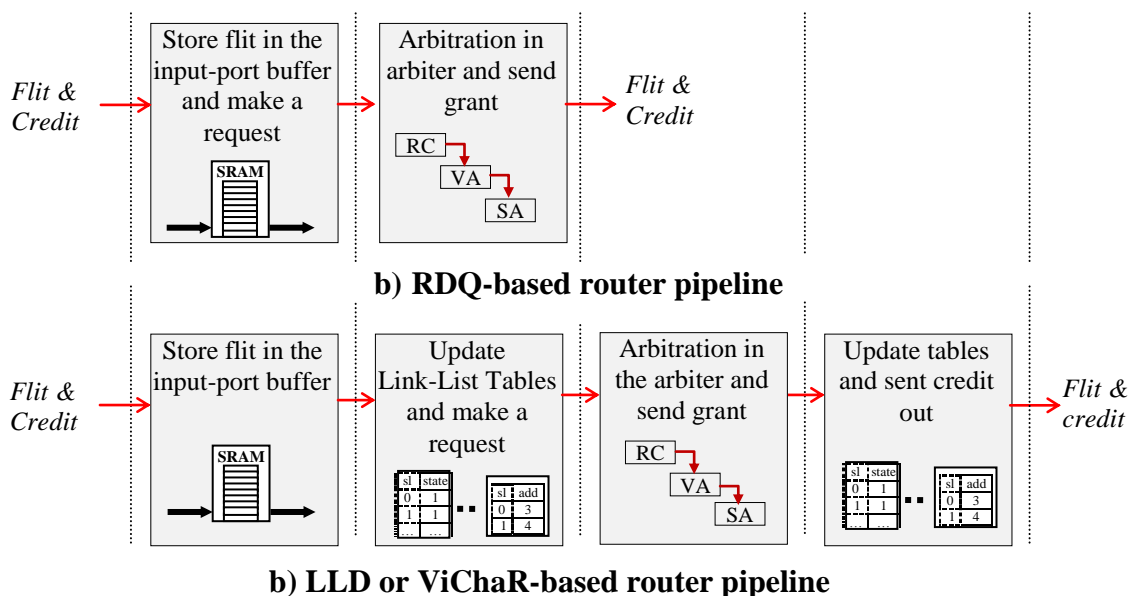 Flit &
Credit
Store flit in the
input-port buffer
and make a
request
SRAM
Arbitration in
arbiter and send
grant
RC
VA
SA
Flit &
Credit
b) RDQ-based router pipeline
Flit &
Credit
Store flit in the
input-port buffer
SRAM
Update
Link-List Tables
and make a
request
sl state
0 1
1 1
... ...
sl add
0 3
1 4
Arbitration in
the arbiter and
send grant
RC
VA
SA
Update tables
and sent credit
out
sl state
0 1
1 1
... ...
sl add
0 3
1 4
Flit &
credit
b) LLD or ViChaR-based router pipeline